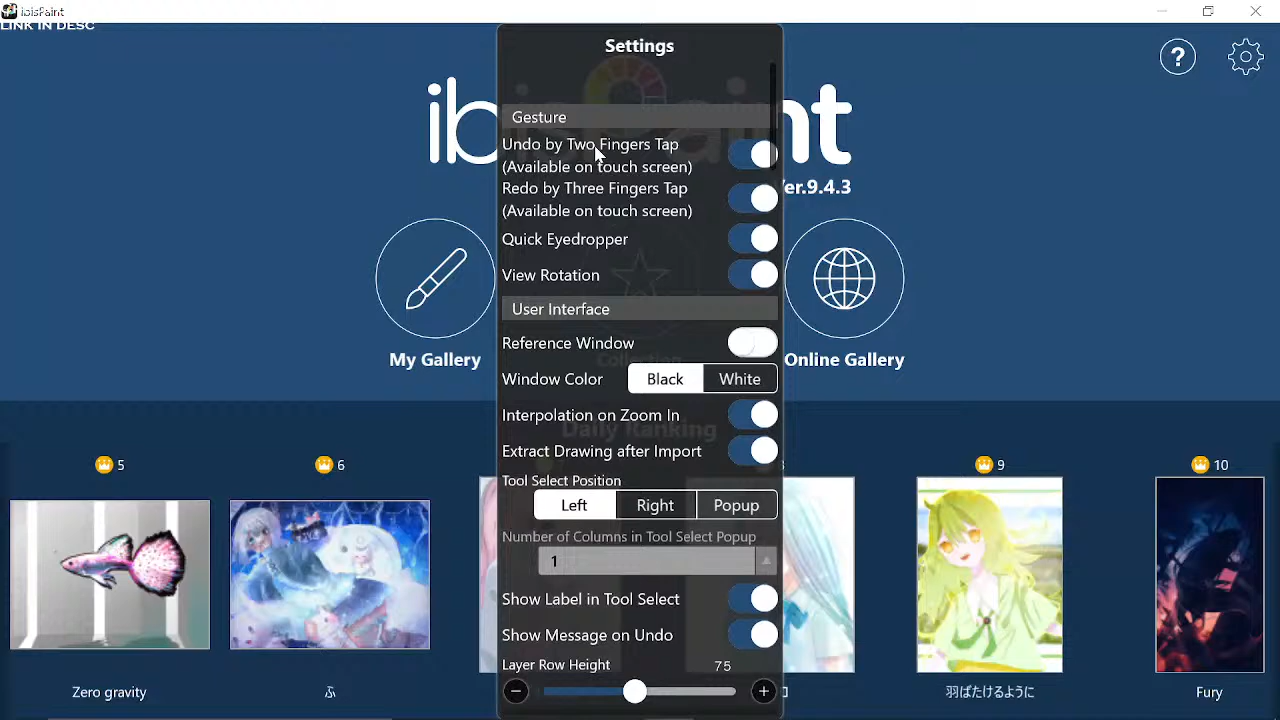 ibisPaint
LINK IN DESC
Settings
Gesture
Undo by Two Fingers Tap
(Available on touch screen)
Redo by Three Fingers Tap
(Available on touch screen)
Quick Eyedropper
View Rotation
User Interface
Reference Window
Window Color Black White
Interpolation on Zoom In
Extract Drawing after Import
Tool Select Position
Left Right Popup
Number of Columns in Tool Select Popup
1
Show Label in Tool Select
Show Message on Undo
Layer Row Height 75
?
Ver.9.4.3
My Gallery
Collection
Online Gallery
Daily Ranking
5
6
9
10
Zero gravity
ふ
羽ばたけるように
Fury